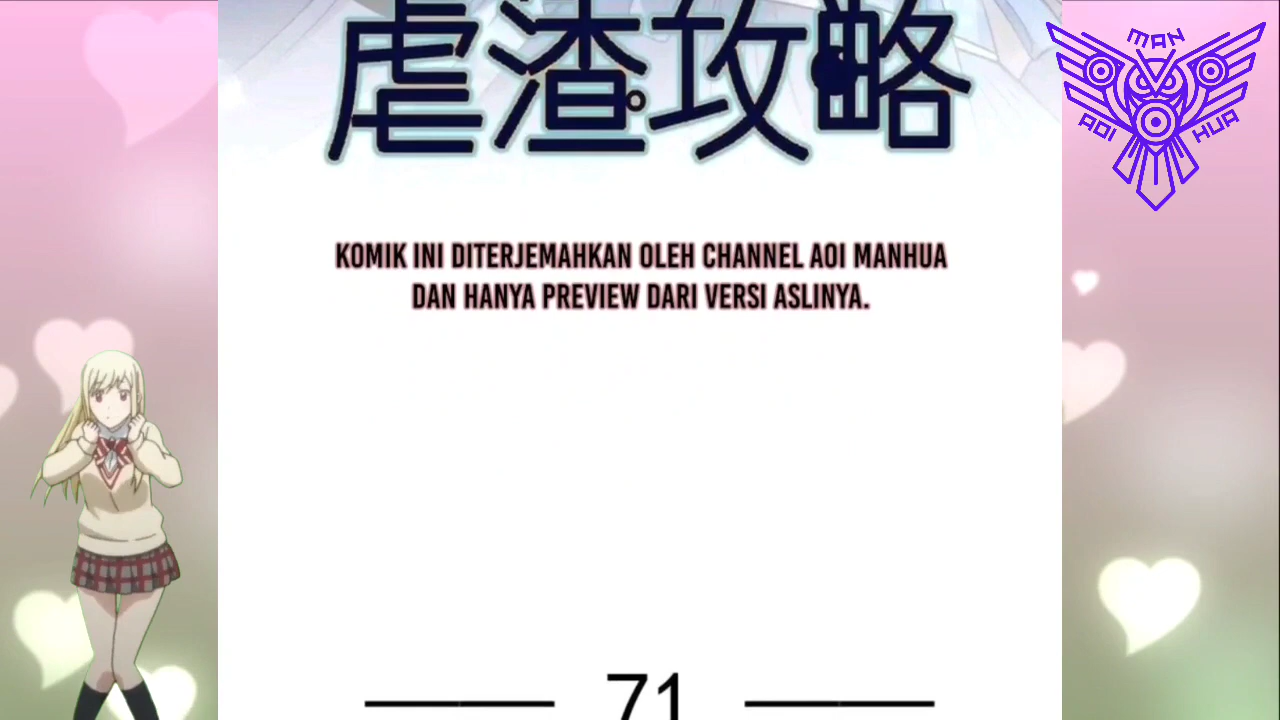 虐渣攻略
MAN
AOI HUA
KOMIK INI DITERJEMAHKAN OLEH CHANNEL AOI MANHUA
DAN HANYA PREVIEW DARI VERSI ASLINYA.
71